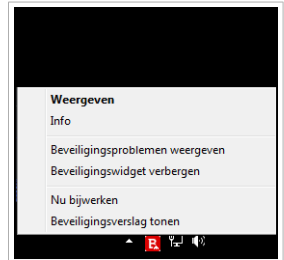 Weergeven
Info
Beveiligingsproblemen weergeven
Beveiligingswidget verbergen
Nu bijwerken
Beveiligingsverslag tonen
B